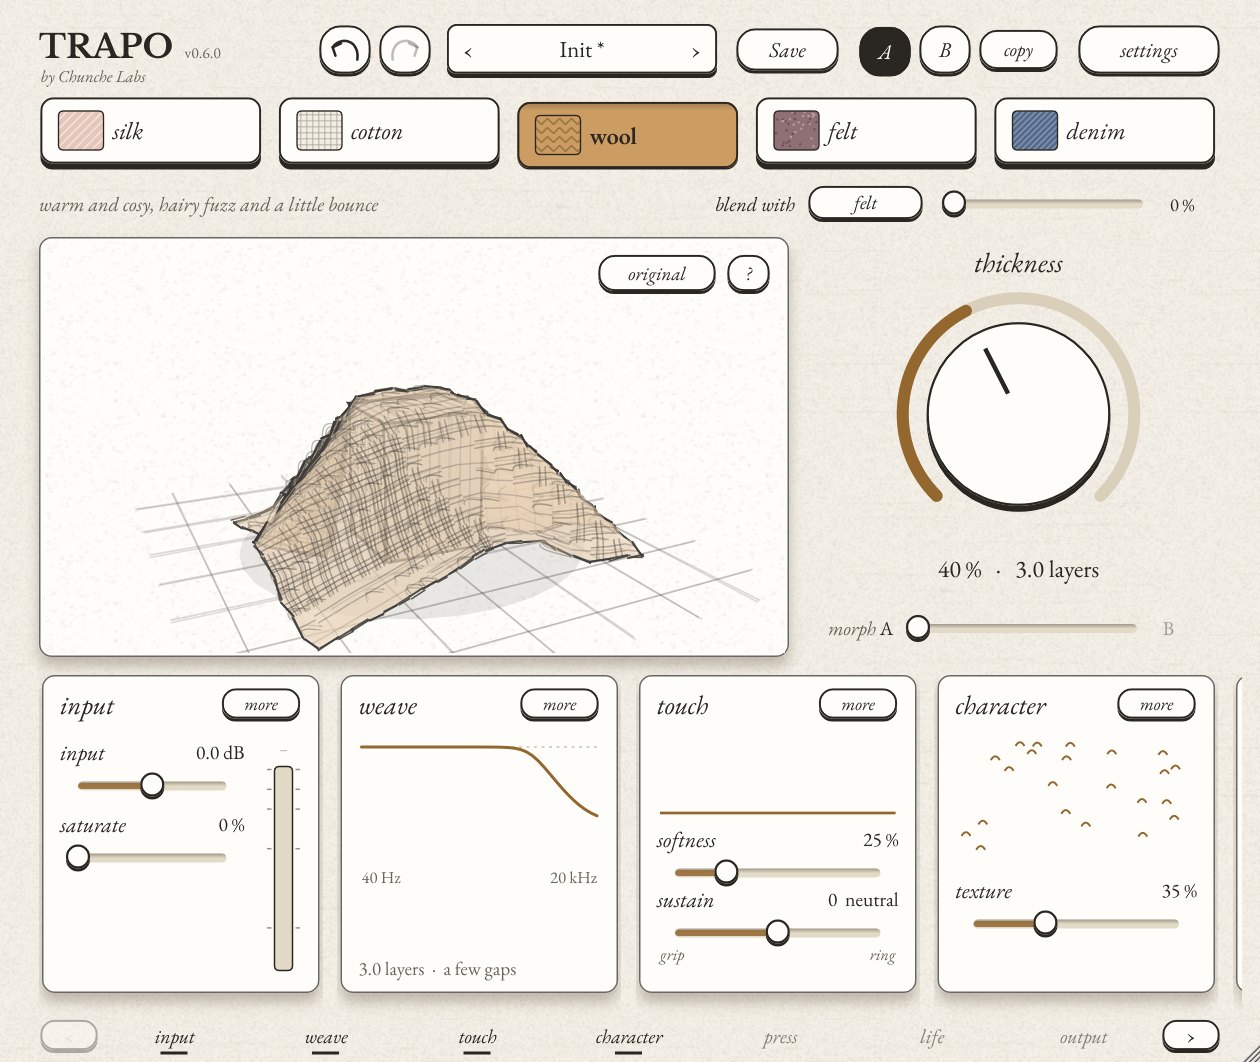 TRAPO v0.6.0
by Chunche Labs
‹ Init * ›
Save
A
B
copy
settings
silk
cotton
wool
felt
denim
warm and cosy, hairy fuzz and a little bounce
blend with
felt
0 %
original
?
thickness
40 % · 3.0 layers
morph A
B
input
more
input 0.0 dB
saturate 0 %
weave
more
40 Hz 20 kHz
3.0 layers · a few gaps
touch
more
softness 25 %
sustain 0 neutral
grip ring
character
more
texture 35 %
input
weave
touch
character
press
life
output
›